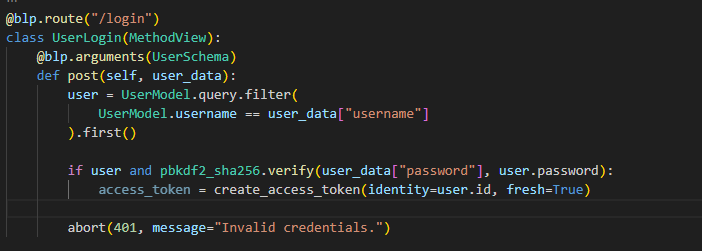 @blp.route("/login")
class UserLogin(MethodView):
    @blp.arguments(UserSchema)
    def post(self, user_data):
        user = UserModel.query.filter(
            UserModel.username == user_data["username"]
        ).first()

        if user and pbkdf2_sha256.verify(user_data["password"], user.password):
            access_token = create_access_token(identity=user.id, fresh=True)

        abort(401, message="Invalid credentials.")